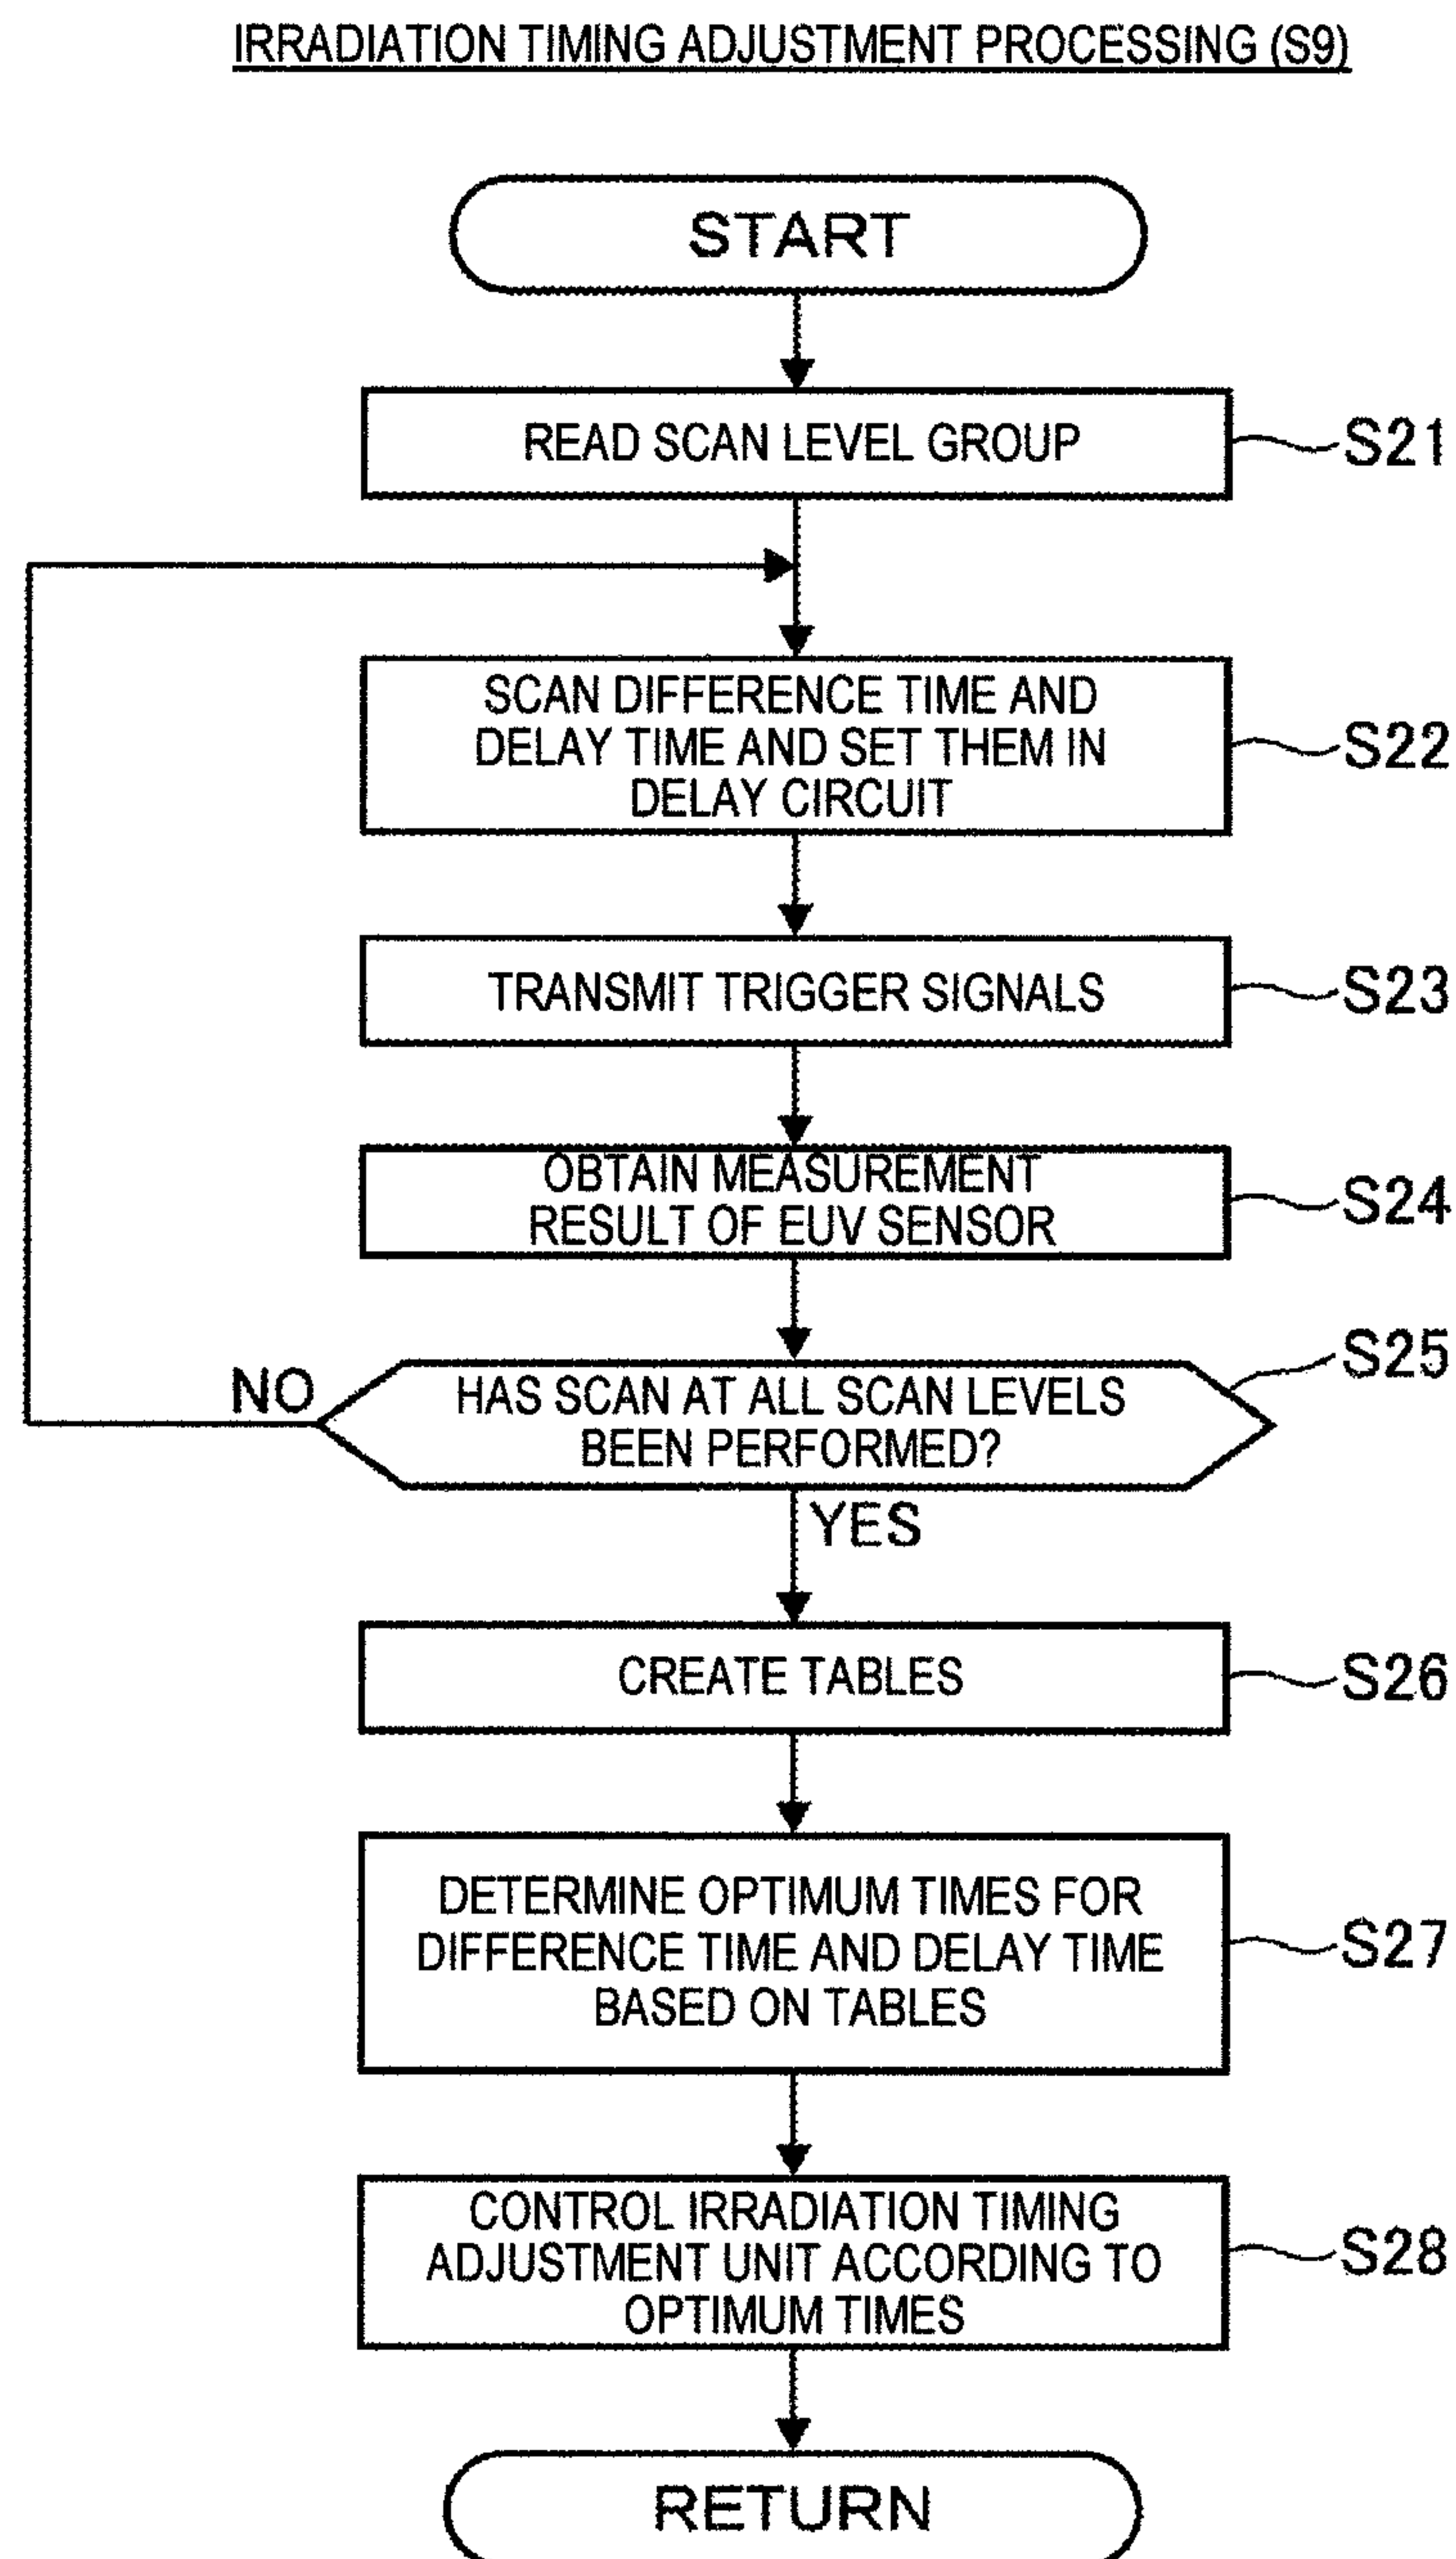 IRRADIATION TIMING ADJUSTMENT PROCESSING (S9)
START
READ SCAN LEVEL GROUP
S21
SCAN DIFFERENCE TIME AND
DELAY TIME AND SET THEM IN
DELAY CIRCUIT
S22
TRANSMIT TRIGGER SIGNALS
S23
OBTAIN MEASUREMENT
RESULT OF EUV SENSOR
S24
HAS SCAN AT ALL SCAN LEVELS
BEEN PERFORMED?
S25
NO
YES
CREATE TABLES
S26
DETERMINE OPTIMUM TIMES FOR
DIFFERENCE TIME AND DELAY TIME
BASED ON TABLES
S27
CONTROL IRRADIATION TIMING
ADJUSTMENT UNIT ACCORDING TO
OPTIMUM TIMES
S28
RETURN